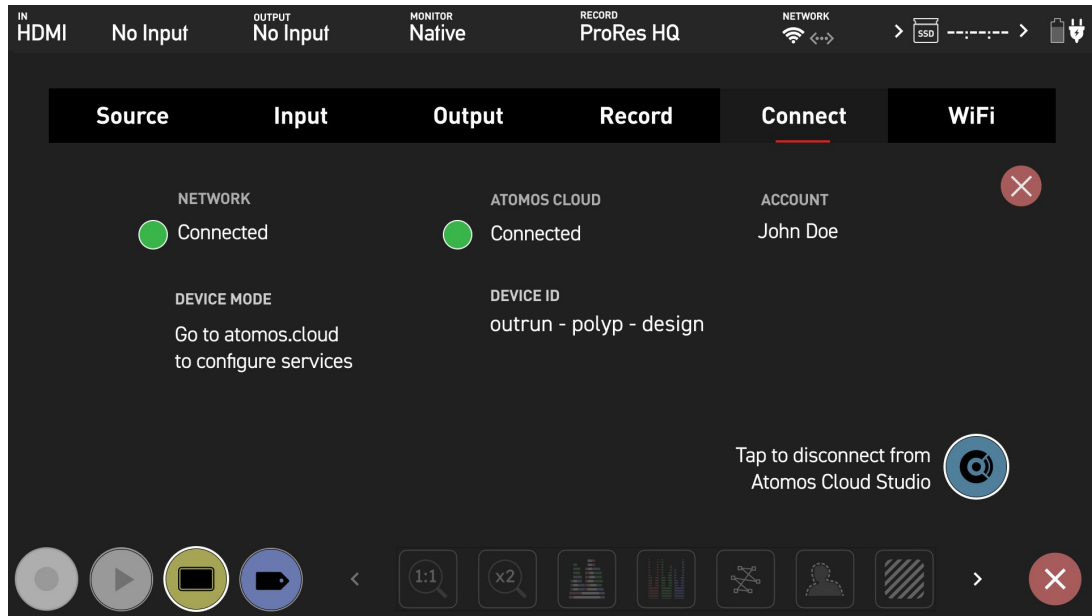 IN
HDMI
No Input
OUTPUT
No Input
MONITOR
Native
RECORD
ProRes HQ
NETWORK
SSD
--:--:--
Source
Input
Output
Record
Connect
WiFi
NETWORK
Connected
ATOMOS CLOUD
Connected
ACCOUNT
John Doe
DEVICE MODE
Go to atomos.cloud
to configure services
DEVICE ID
outrun - polyp - design
Tap to disconnect from
Atomos Cloud Studio
1:1
x2